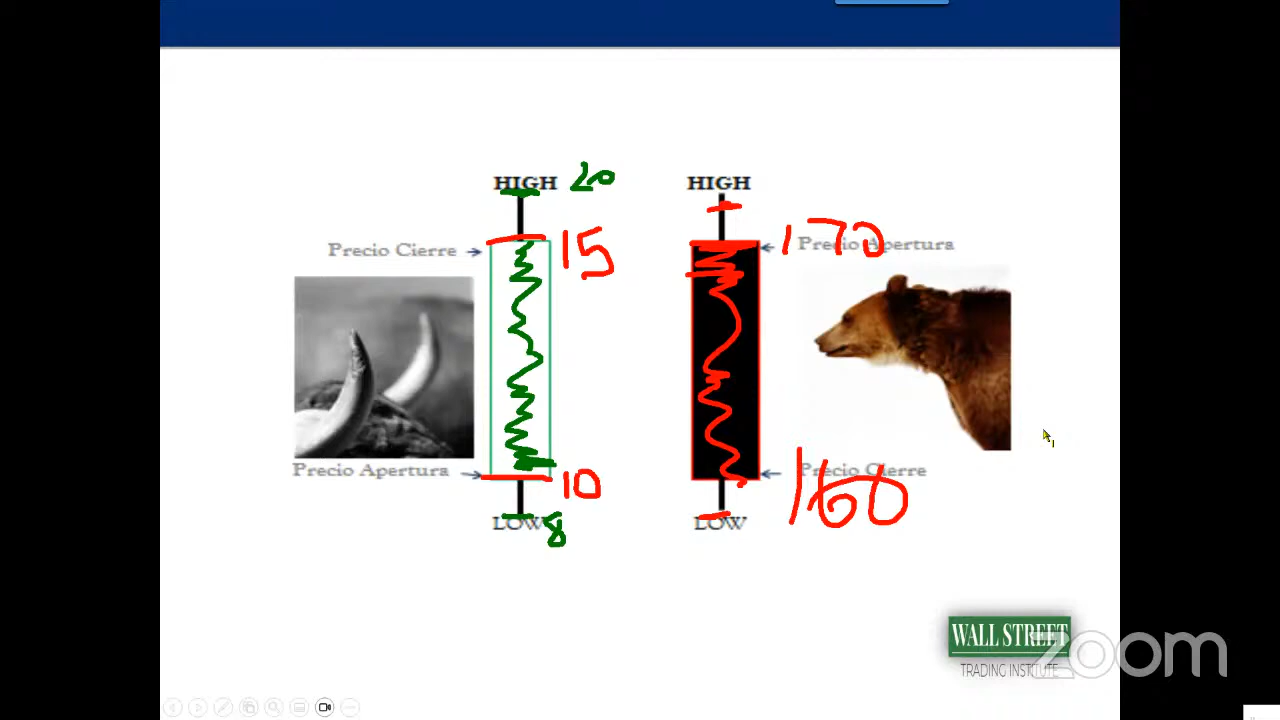 HIGH 20
HIGH
Precio Cierre
15
170
Precio Apertura
Precio Apertura
10
Precio Cierre
160
LOW 8
LOW
WALL STREET
TRADING INSTITUTE
zoom